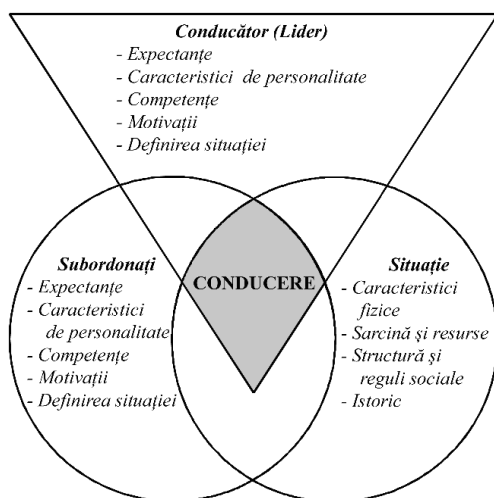 Conducător (Lider)
- Expectanțe
- Caracteristici de personalitate
- Competențe
- Motivații
- Definirea situației
Subordonați
- Expectanțe
- Caracteristici
de personalitate
- Competențe
- Motivații
- Definirea situației
CONDUCERE
Situație
- Caracteristici
fizice
- Sarcină și resurse
- Structură și
reguli sociale
- Istoric